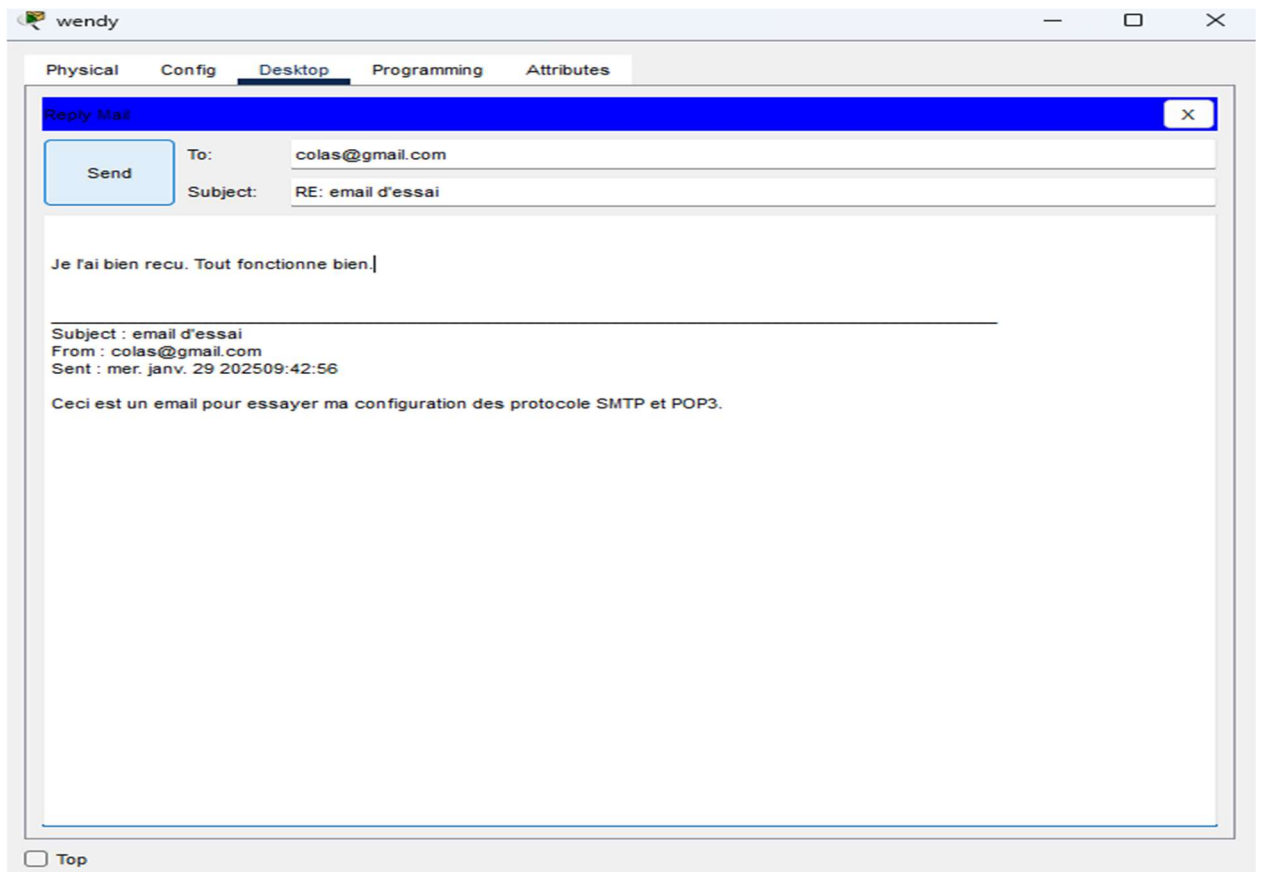 wendy
Physical Config Desktop Programming Attributes
Reply Mail
X
Send
To: colas@gmail.com
Subject: RE: email d'essai
Je l'ai bien recu. Tout fonctionne bien.
Subject : email d'essai
From : colas@gmail.com
Sent : mer. janv. 29 202509:42:56
Ceci est un email pour essayer ma configuration des protocole SMTP et POP3.
Top